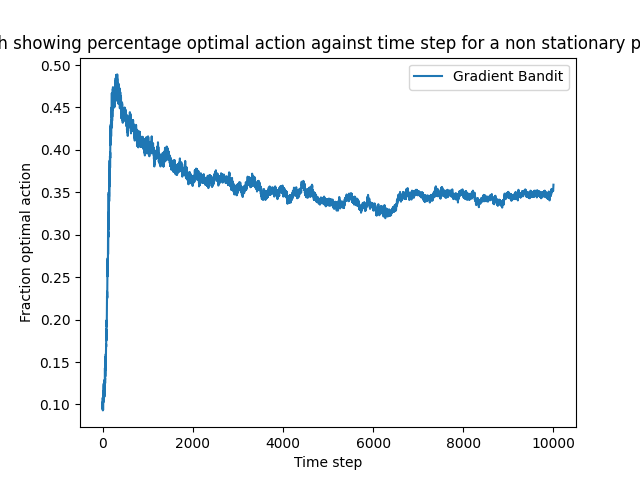 h showing percentage optimal action against time step for a non stationary p
Gradient Bandit
0.50
0.45
0.40
0.35
0.30
0.25
0.20
0.15
0.10
Fraction optimal action
0 2000 4000 6000 8000 10000
Time step